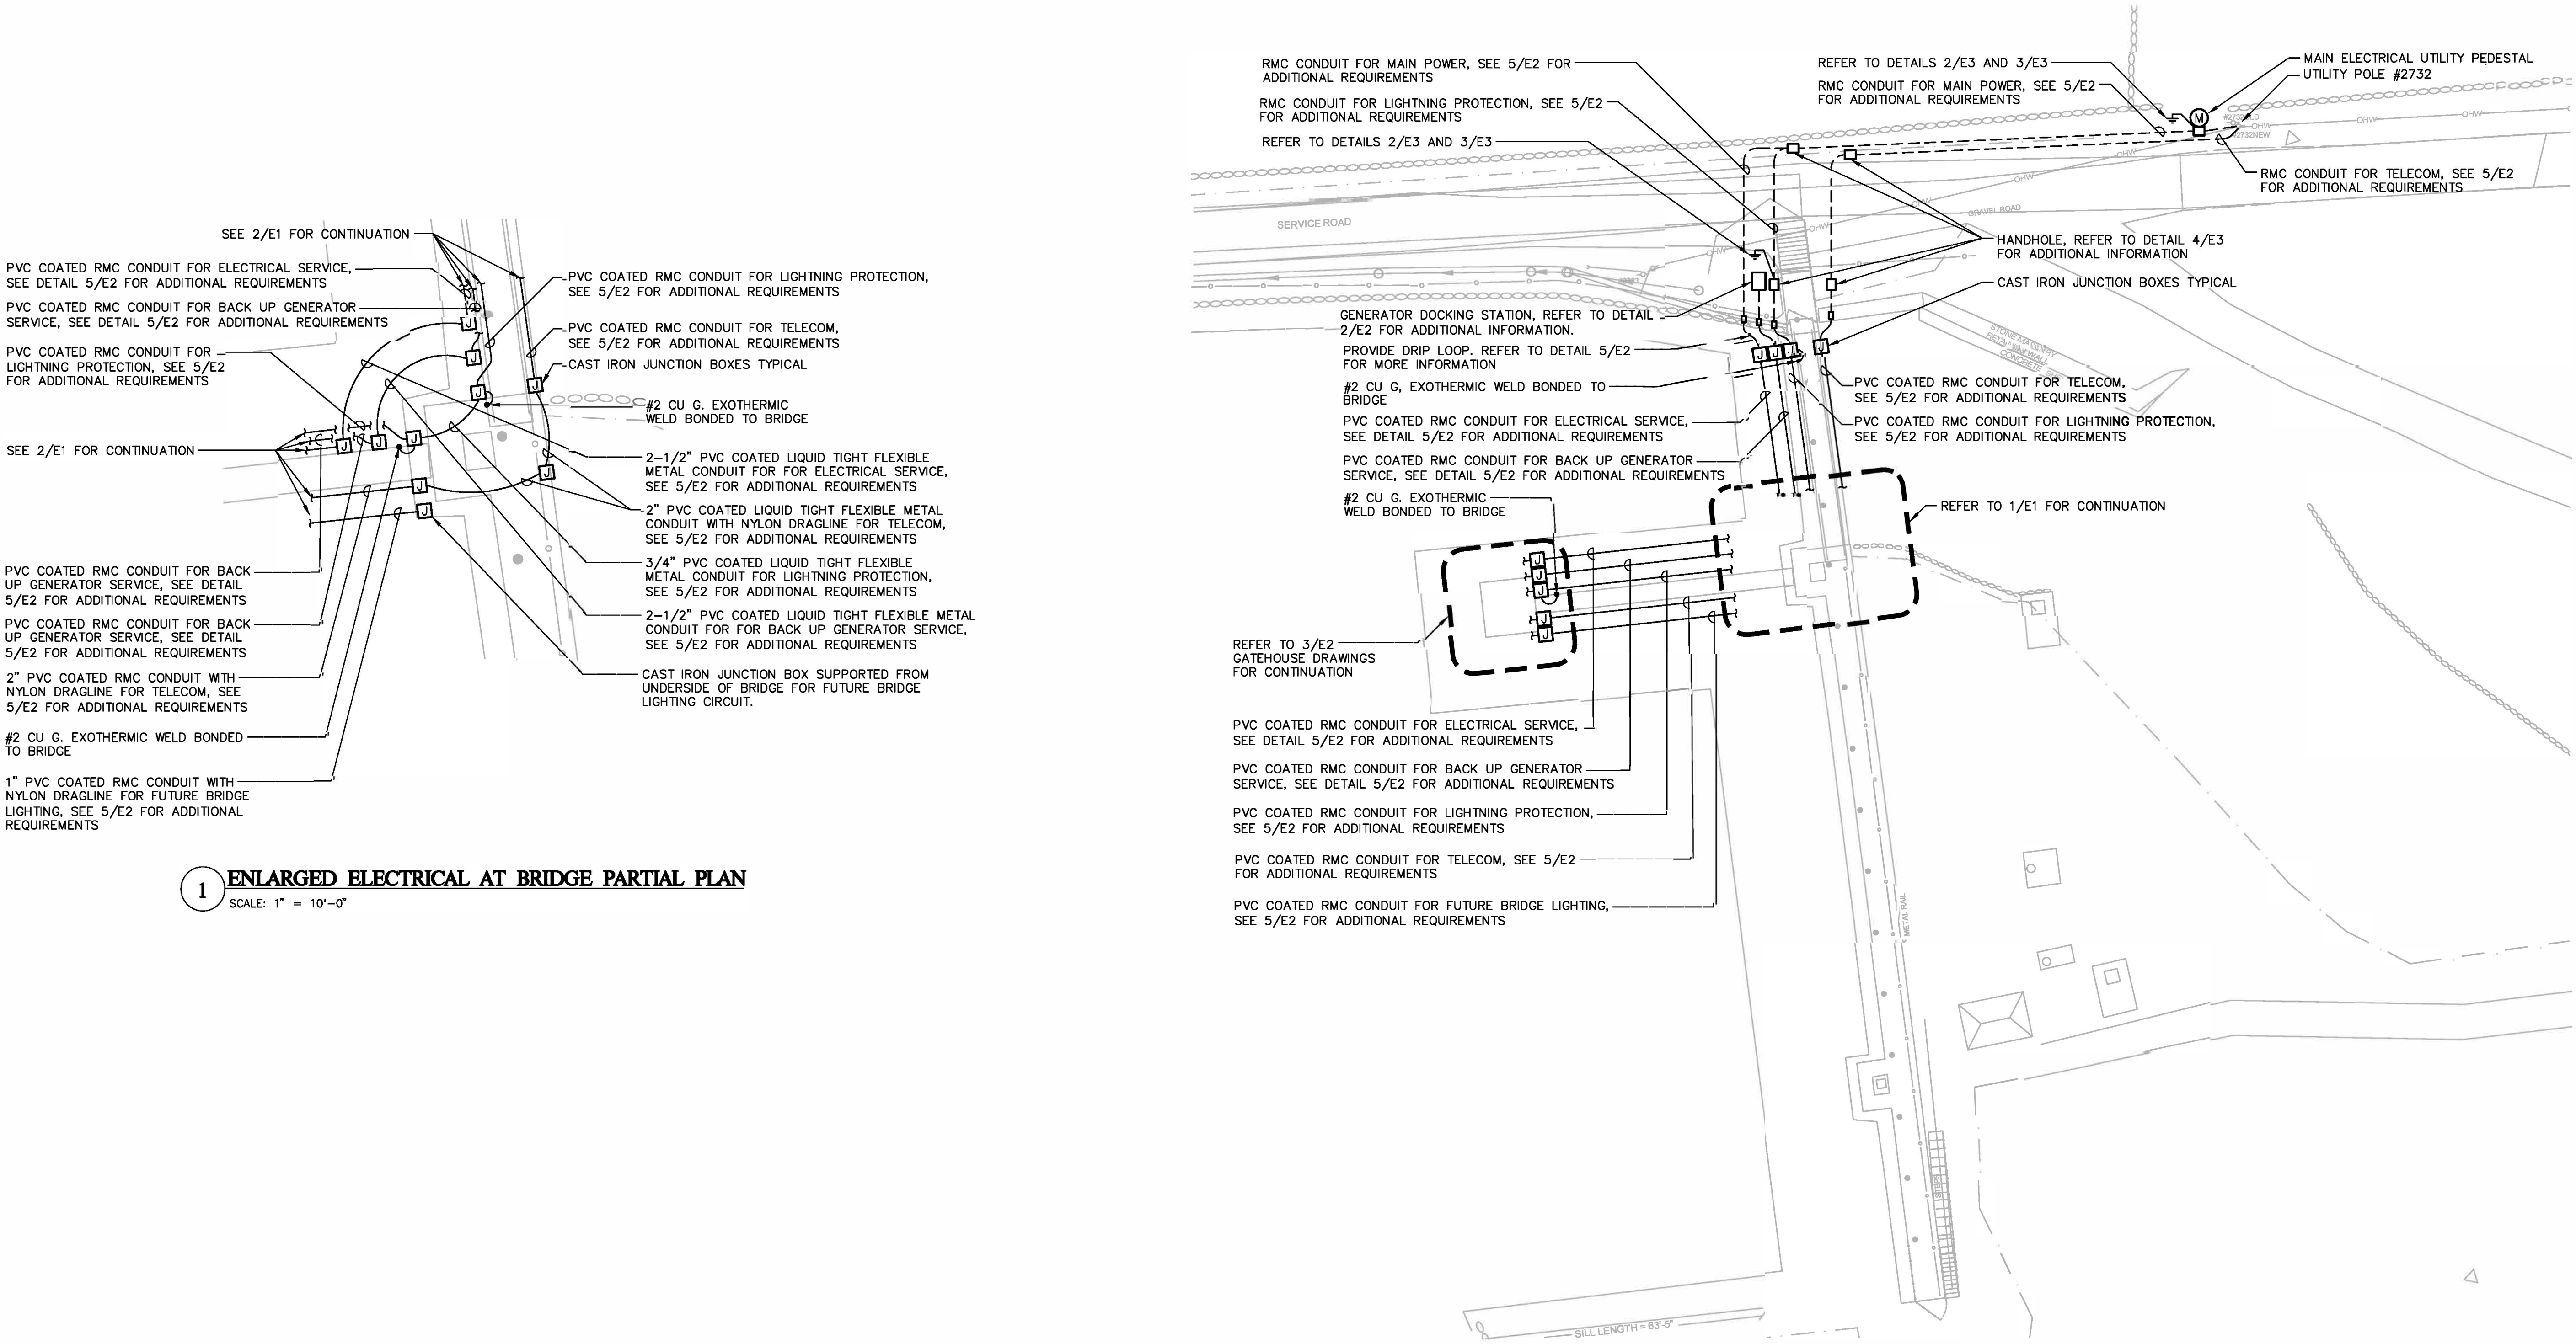 SEE 2/E1 FOR CONTINUATION
PVC COATED RMC CONDUIT FOR ELECTRICAL SERVICE,
SEE DETAIL 5/E2 FOR ADDITIONAL REQUIREMENTS
PVC COATED RMC CONDUIT FOR BACK UP GENERATOR
SERVICE, SEE DETAIL 5/E2 FOR ADDITIONAL REQUIREMENTS
PVC COATED RMC CONDUIT FOR
LIGHTNING PROTECTION, SEE 5/E2
FOR ADDITIONAL REQUIREMENTS
SEE 2/E1 FOR CONTINUATION
PVC COATED RMC CONDUIT FOR BACK
UP GENERATOR SERVICE, SEE DETAIL
5/E2 FOR ADDITIONAL REQUIREMENTS
PVC COATED RMC CONDUIT FOR BACK
UP GENERATOR SERVICE, SEE DETAIL
5/E2 FOR ADDITIONAL REQUIREMENTS
2" PVC COATED RMC CONDUIT WITH
NYLON DRAGLINE FOR TELECOM, SEE
5/E2 FOR ADDITIONAL REQUIREMENTS
#2 CU G. EXOTHERMIC WELD BONDED
TO BRIDGE
1" PVC COATED RMC CONDUIT WITH
NYLON DRAGLINE FOR FUTURE BRIDGE
LIGHTING, SEE 5/E2 FOR ADDITIONAL
REQUIREMENTS
PVC COATED RMC CONDUIT FOR LIGHTNING PROTECTION,
SEE 5/E2 FOR ADDITIONAL REQUIREMENTS
PVC COATED RMC CONDUIT FOR TELECOM,
SEE 5/E2 FOR ADDITIONAL REQUIREMENTS
CAST IRON JUNCTION BOXES TYPICAL
#2 CU G. EXOTHERMIC
WELD BONDED TO BRIDGE
2-1/2" PVC COATED LIQUID TIGHT FLEXIBLE
METAL CONDUIT FOR FOR ELECTRICAL SERVICE,
SEE 5/E2 FOR ADDITIONAL REQUIREMENTS
2" PVC COATED LIQUID TIGHT FLEXIBLE METAL
CONDUIT WITH NYLON DRAGLINE FOR TELECOM,
SEE 5/E2 FOR ADDITIONAL REQUIREMENTS
3/4" PVC COATED LIQUID TIGHT FLEXIBLE
METAL CONDUIT FOR LIGHTNING PROTECTION,
SEE 5/E2 FOR ADDITIONAL REQUIREMENTS
2-1/2" PVC COATED LIQUID TIGHT FLEXIBLE METAL
CONDUIT FOR FOR BACK UP GENERATOR SERVICE,
SEE 5/E2 FOR ADDITIONAL REQUIREMENTS
CAST IRON JUNCTION BOX SUPPORTED FROM
UNDERSIDE OF BRIDGE FOR FUTURE BRIDGE
LIGHTING CIRCUIT.
J
J
J
J
J
J
J
J
J
J
1
ENLARGED ELECTRICAL AT BRIDGE PARTIAL PLAN
SCALE: 1" = 10'-0"
RMC CONDUIT FOR MAIN POWER, SEE 5/E2 FOR
ADDITIONAL REQUIREMENTS
RMC CONDUIT FOR LIGHTNING PROTECTION, SEE 5/E2
FOR ADDITIONAL REQUIREMENTS
REFER TO DETAILS 2/E3 AND 3/E3
REFER TO DETAILS 2/E3 AND 3/E3
RMC CONDUIT FOR MAIN POWER, SEE 5/E2
FOR ADDITIONAL REQUIREMENTS
MAIN ELECTRICAL UTILITY PEDESTAL
UTILITY POLE #2732
M
OHW
OHW
OHW
#2732NEW
OHW
OHW
OHW
OHW
OHW
RMC CONDUIT FOR TELECOM, SEE 5/E2
FOR ADDITIONAL REQUIREMENTS
SERVICE ROAD
GRAVEL ROAD
HANDHOLE, REFER TO DETAIL 4/E3
FOR ADDITIONAL INFORMATION
CAST IRON JUNCTION BOXES TYPICAL
GENERATOR DOCKING STATION, REFER TO DETAIL
2/E2 FOR ADDITIONAL INFORMATION.
PROVIDE DRIP LOOP. REFER TO DETAIL 5/E2
FOR MORE INFORMATION
#2 CU G, EXOTHERMIC WELD BONDED TO
BRIDGE
PVC COATED RMC CONDUIT FOR ELECTRICAL SERVICE,
SEE DETAIL 5/E2 FOR ADDITIONAL REQUIREMENTS
PVC COATED RMC CONDUIT FOR BACK UP GENERATOR
SERVICE, SEE DETAIL 5/E2 FOR ADDITIONAL REQUIREMENTS
#2 CU G. EXOTHERMIC
WELD BONDED TO BRIDGE
J
J
J
J
STONE MASONRY
RETAINING WALL
CONCRETE
PVC COATED RMC CONDUIT FOR TELECOM,
SEE 5/E2 FOR ADDITIONAL REQUIREMENTS
PVC COATED RMC CONDUIT FOR LIGHTNING PROTECTION,
SEE 5/E2 FOR ADDITIONAL REQUIREMENTS
REFER TO 1/E1 FOR CONTINUATION
J
J
J
J
J
REFER TO 3/E2
GATEHOUSE DRAWINGS
FOR CONTINUATION
PVC COATED RMC CONDUIT FOR ELECTRICAL SERVICE,
SEE DETAIL 5/E2 FOR ADDITIONAL REQUIREMENTS
PVC COATED RMC CONDUIT FOR BACK UP GENERATOR
SERVICE, SEE DETAIL 5/E2 FOR ADDITIONAL REQUIREMENTS
PVC COATED RMC CONDUIT FOR LIGHTNING PROTECTION,
SEE 5/E2 FOR ADDITIONAL REQUIREMENTS
PVC COATED RMC CONDUIT FOR TELECOM, SEE 5/E2
FOR ADDITIONAL REQUIREMENTS
PVC COATED RMC CONDUIT FOR FUTURE BRIDGE LIGHTING,
SEE 5/E2 FOR ADDITIONAL REQUIREMENTS
METAL RAIL
STEPS
SILL LENGTH = 63'-5"